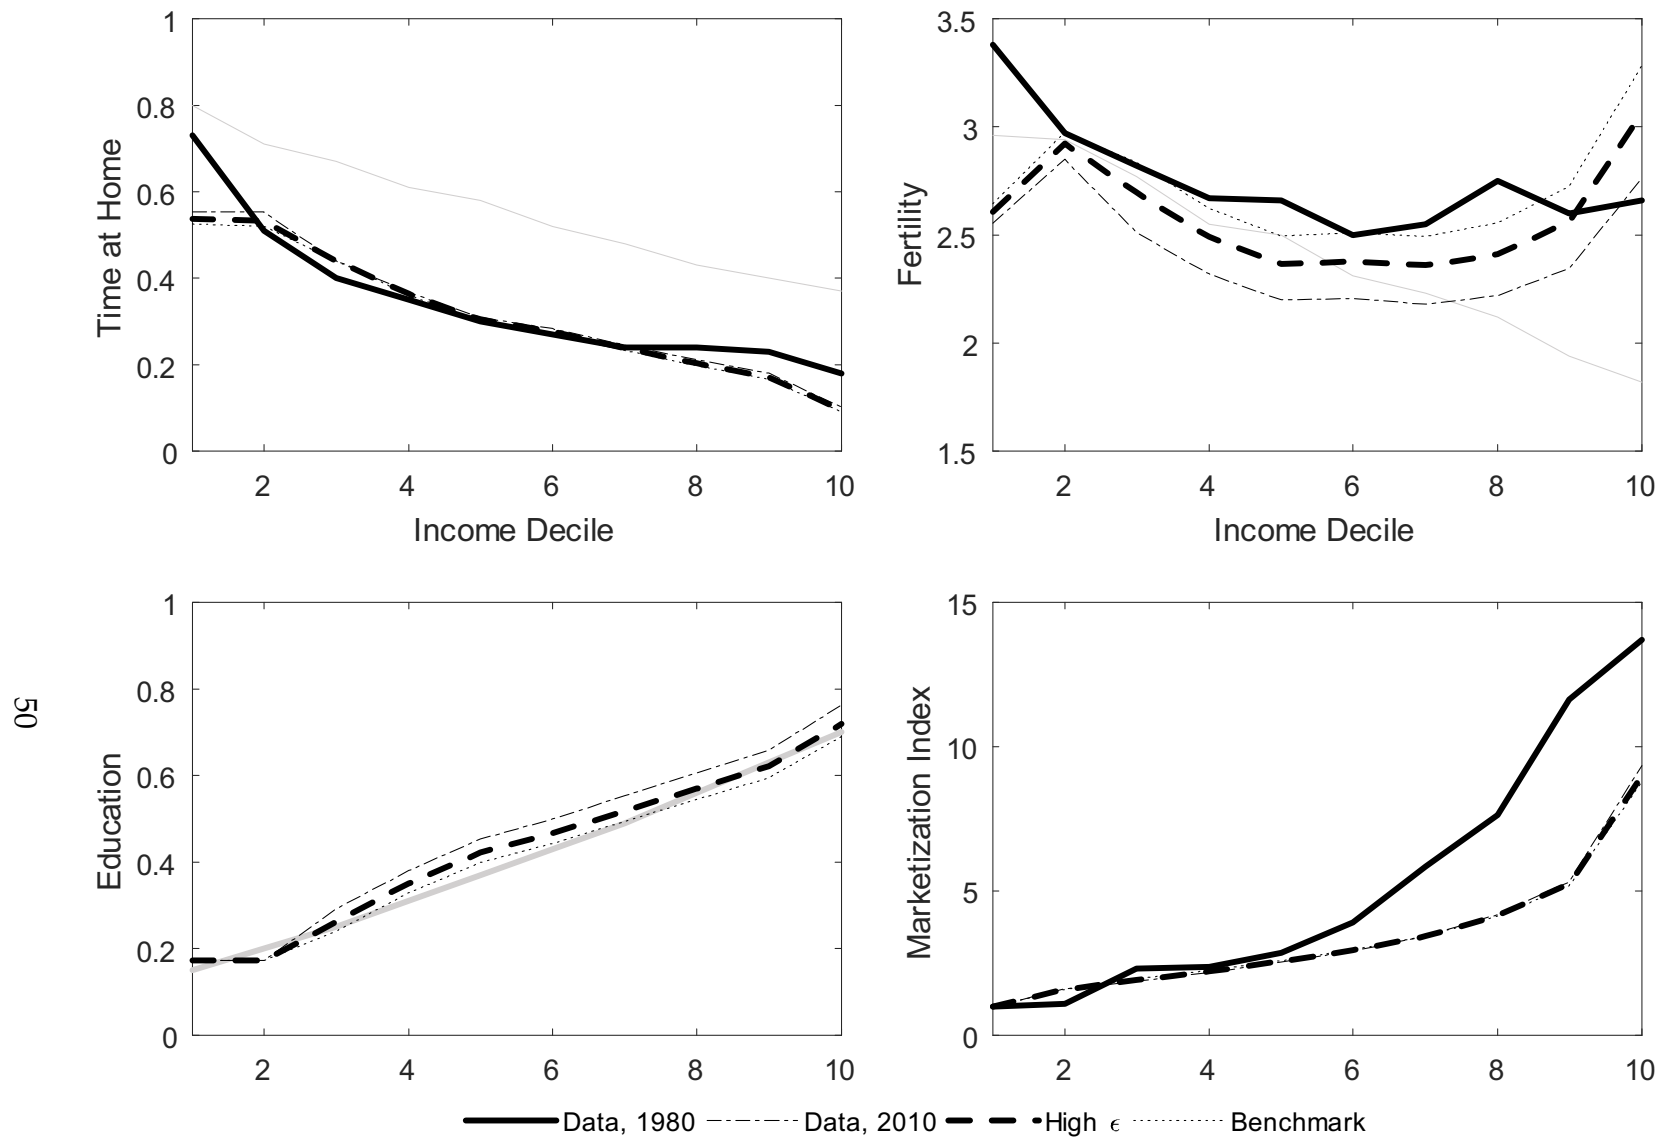 1
0.8
0.6
0.4
0.2
0
Time at Home
2 4 6 8 10
Income Decile
3.5
3
2.5
2
1.5
Fertility
2 4 6 8 10
Income Decile
1
0.8
0.6
0.4
0.2
0
Education
2 4 6 8 10
15
10
5
0
Marketization Index
2 4 6 8 10
Data, 1980 Data, 2010 High ϵ Benchmark
50